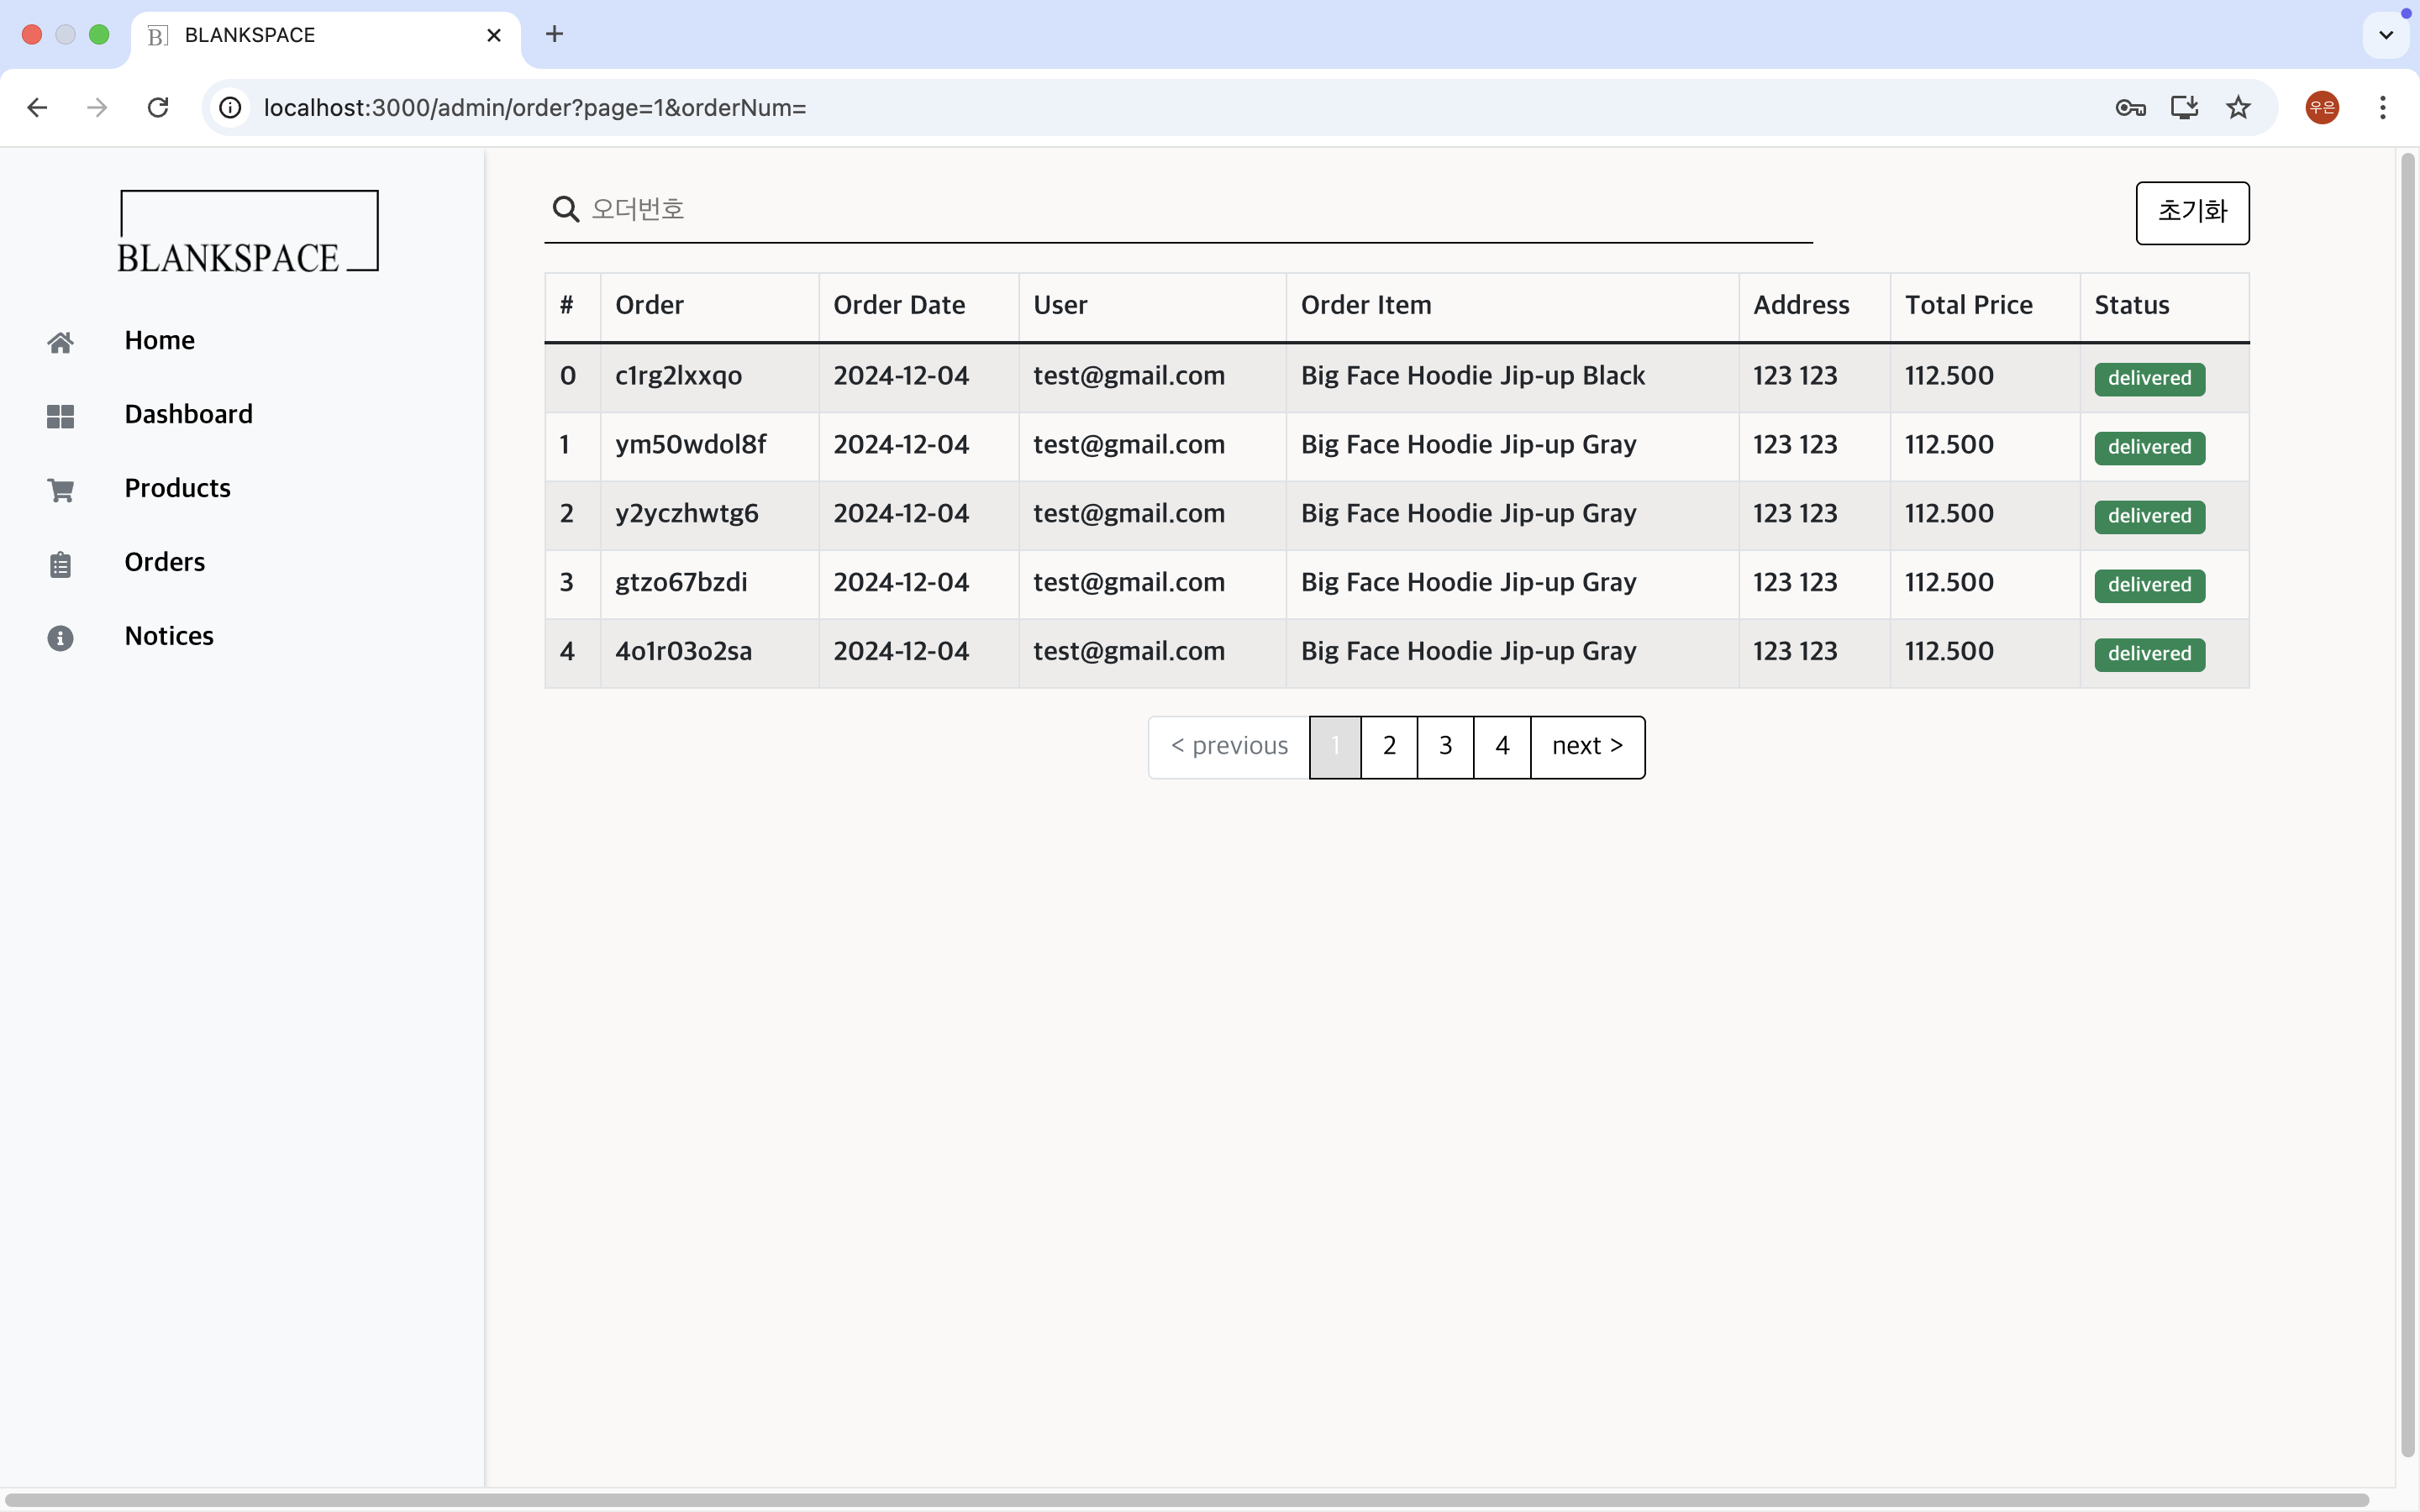 BLANKSPACE
localhost:3000/admin/order?page=1&orderNum=
우은
BLANKSPACE
Home
Dashboard
Products
Orders
Notices
오더번호
초기화
# Order Order Date User Order Item Address Total Price Status
0 c1rg2lxxqo 2024-12-04 test@gmail.com Big Face Hoodie Jip-up Black 123 123 112.500 delivered
1 ym50wdol8f 2024-12-04 test@gmail.com Big Face Hoodie Jip-up Gray 123 123 112.500 delivered
2 y2yczhwtg6 2024-12-04 test@gmail.com Big Face Hoodie Jip-up Gray 123 123 112.500 delivered
3 gtzo67bzdi 2024-12-04 test@gmail.com Big Face Hoodie Jip-up Gray 123 123 112.500 delivered
4 4o1r03o2sa 2024-12-04 test@gmail.com Big Face Hoodie Jip-up Gray 123 123 112.500 delivered
< previous 1 2 3 4 next >